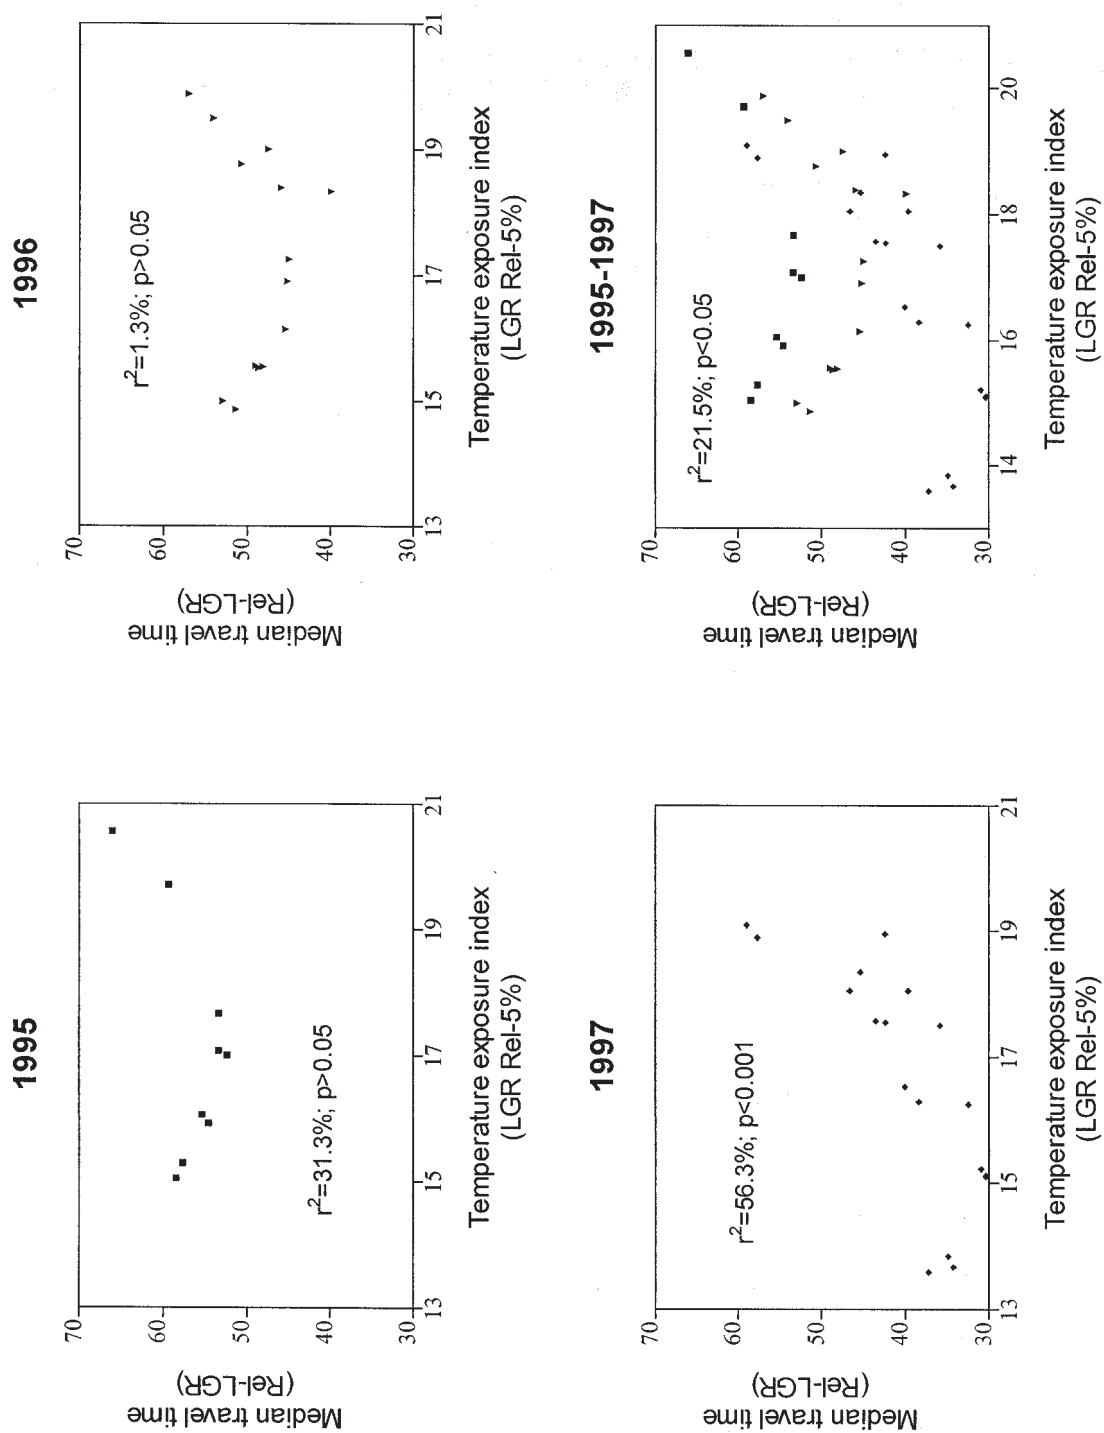 1995
70
60
50
40
30
13
15
17
19
21
Median travel time
(Rel-LGR)
r²=31.3%; p>0.05
Temperature exposure index
(LGR Rel-5%)
1996
70
60
50
40
30
13
15
17
19
21
Median travel time
(Rel-LGR)
r²=1.3%; p>0.05
Temperature exposure index
(LGR Rel-5%)
1997
70
60
50
40
30
13
15
17
19
21
Median travel time
(Rel-LGR)
r²=56.3%; p<0.001
Temperature exposure index
(LGR Rel-5%)
1995-1997
70
60
50
40
30
14
16
18
20
Median travel time
(Rel-LGR)
r²=21.5%; p<0.05
Temperature exposure index
(LGR Rel-5%)